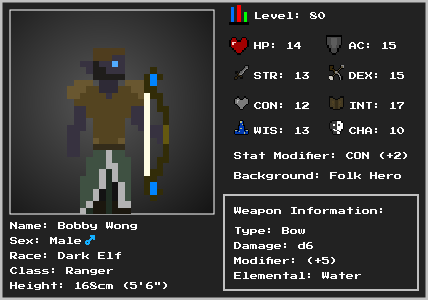 Level: 80
HP: 14 AC: 15
STR: 13 DEX: 15
CON: 12 INT: 17
WIS: 13 CHA: 10
Stat Modifier: CON (+2)
Background: Folk Hero
Name: Bobby Wong
Sex: Male ♂
Race: Dark Elf
Class: Ranger
Height: 168cm (5'6")
Weapon Information:
Type: Bow
Damage: d6
Modifier: (+5)
Elemental: Water